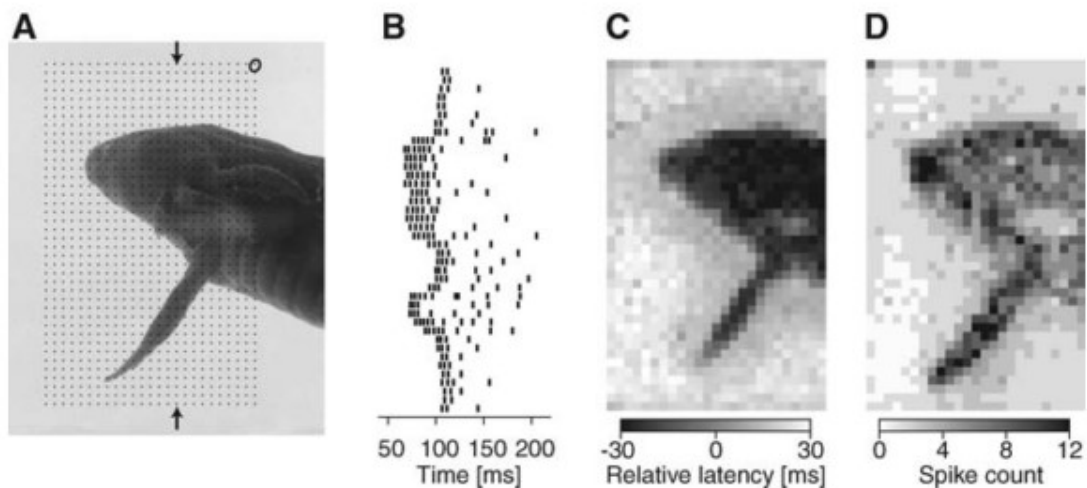 A
B
C
D
50 100 150 200
Time [ms]
-30 0 30
Relative latency [ms]
0 4 8 12
Spike count